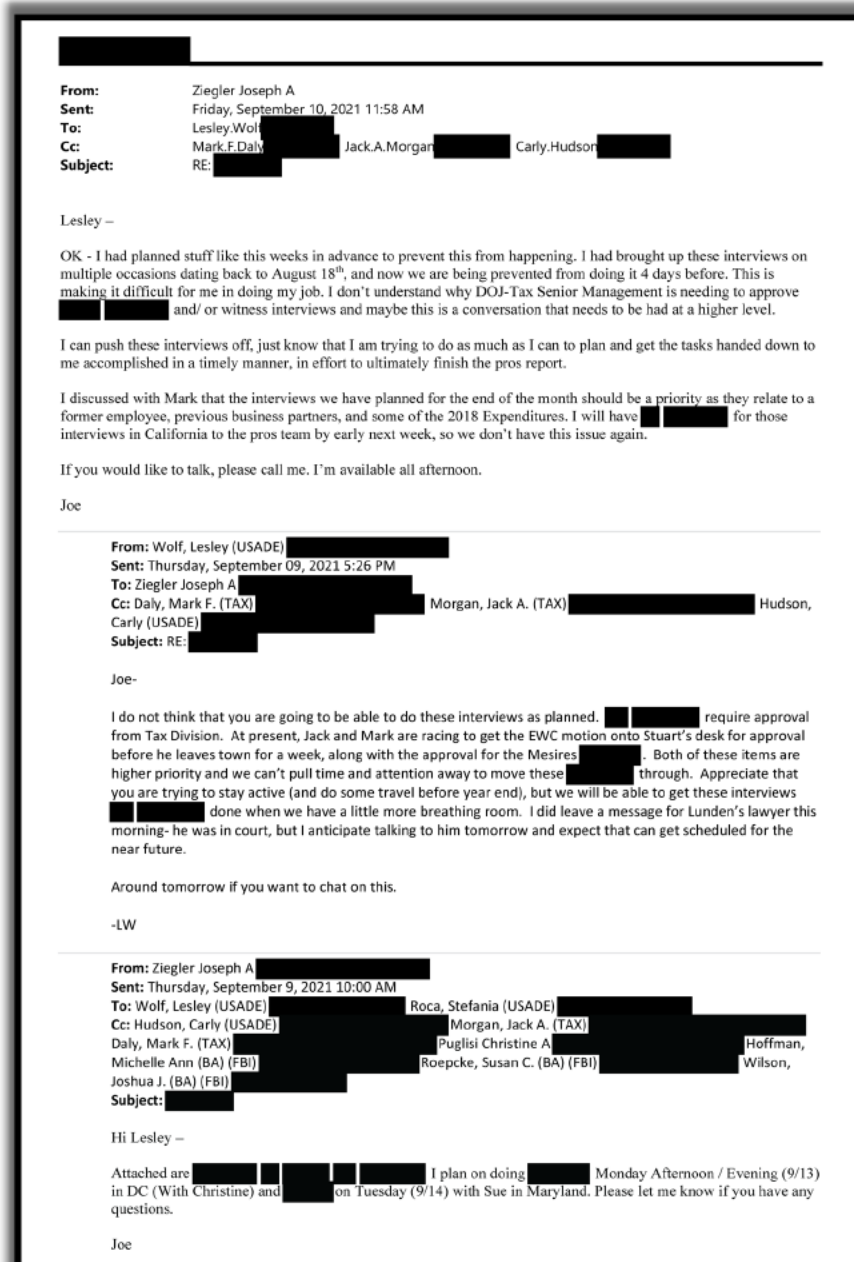 From: Ziegler Joseph A
Sent: Friday, September 10, 2021 11:58 AM
To: Lesley.Wolf
Cc: Mark.F.Daly Jack.A.Morgan Carly.Hudson
Subject: RE:
Lesley –
OK - I had planned stuff like this weeks in advance to prevent this from happening. I had brought up these interviews on
multiple occasions dating back to August 18th, and now we are being prevented from doing it 4 days before. This is
making it difficult for me in doing my job. I don't understand why DOJ-Tax Senior Management is needing to approve
and/ or witness interviews and maybe this is a conversation that needs to be had at a higher level.
I can push these interviews off, just know that I am trying to do as much as I can to plan and get the tasks handed down to
me accomplished in a timely manner, in effort to ultimately finish the pros report.
I discussed with Mark that the interviews we have planned for the end of the month should be a priority as they relate to a
former employee, previous business partners, and some of the 2018 Expenditures. I will have for those
interviews in California to the pros team by early next week, so we don't have this issue again.
If you would like to talk, please call me. I'm available all afternoon.
Joe
From: Wolf, Lesley (USADE)
Sent: Thursday, September 09, 2021 5:26 PM
To: Ziegler Joseph A
Cc: Daly, Mark F. (TAX) Morgan, Jack A. (TAX) Hudson,
Carly (USADE)
Subject: RE:
Joe-
I do not think that you are going to be able to do these interviews as planned. require approval
from Tax Division. At present, Jack and Mark are racing to get the EWC motion onto Stuart's desk for approval
before he leaves town for a week, along with the approval for the Mesires . Both of these items are
higher priority and we can't pull time and attention away to move these through. Appreciate that
you are trying to stay active (and do some travel before year end), but we will be able to get these interviews
done when we have a little more breathing room. I did leave a message for Lunden's lawyer this
morning- he was in court, but I anticipate talking to him tomorrow and expect that can get scheduled for the
near future.
Around tomorrow if you want to chat on this.
-LW
From: Ziegler Joseph A
Sent: Thursday, September 9, 2021 10:00 AM
To: Wolf, Lesley (USADE) Roca, Stefania (USADE)
Cc: Hudson, Carly (USADE) Morgan, Jack A. (TAX)
Daly, Mark F. (TAX) Puglisi Christine A Hoffman,
Michelle Ann (BA) (FBI) Roepcke, Susan C. (BA) (FBI) Wilson,
Joshua J. (BA) (FBI)
Subject:
Hi Lesley –
Attached are I plan on doing Monday Afternoon / Evening (9/13)
in DC (With Christine) and on Tuesday (9/14) with Sue in Maryland. Please let me know if you have any
questions.
Joe